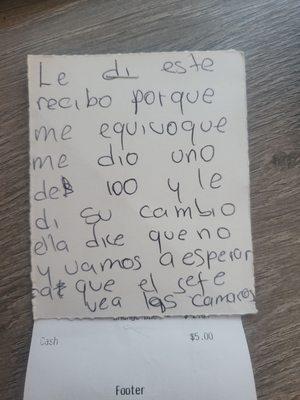 Le di este
recibo porque
me equivoque
me dio uno
de 100 y le
di su cambio
ella dice que no
y vamos a esperar
que el sefe
vea las camaras
Cash $5.00
Footer